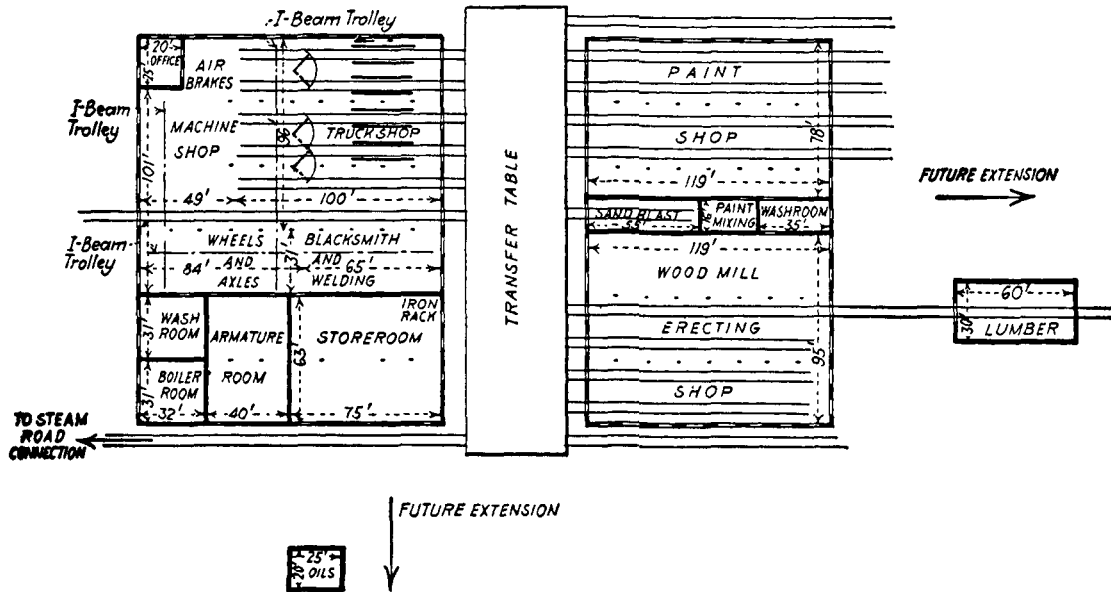 I-Beam Trolley
20'
OFFICE
15'
AIR
BRAKES
I-Beam
Trolley
MACHINE
SHOP
96'
TRUCK SHOP
101'
49'
100'
I-Beam
Trolley
WHEELS
AND
AXLES
BLACKSMITH
AND
WELDING
31'
84'
65'
IRON
RACK
31'
WASH
ROOM
ARMATURE
ROOM
63'
STOREROOM
31'
BOILER
ROOM
32'
40'
75'
TO STEAM
ROAD
CONNECTION
TRANSFER TABLE
PAINT
SHOP
78'
119'
SAND BLAST
55'
16'
PAINT
MIXING
WASHROOM
35'
119'
WOOD MILL
ERECTING
SHOP
95'
FUTURE EXTENSION
60'
30'
LUMBER
FUTURE EXTENSION
25'
20'
OILS